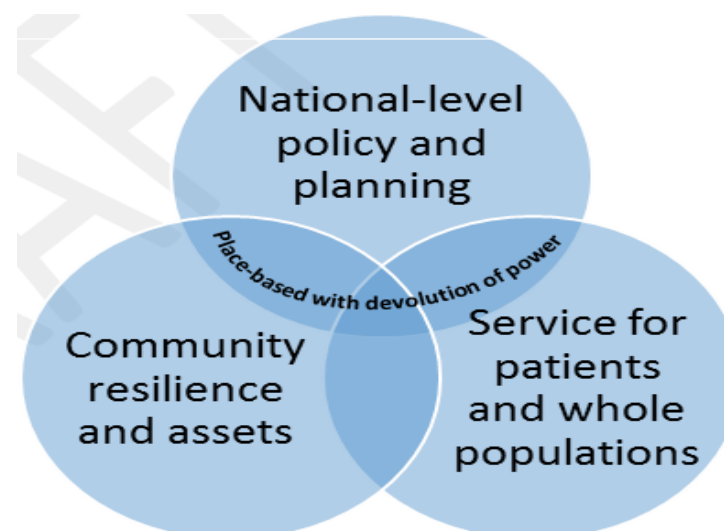 National-level
policy and
planning
Place-based with devolution of power
Community
resilience
and assets
Service for
patients
and whole
populations